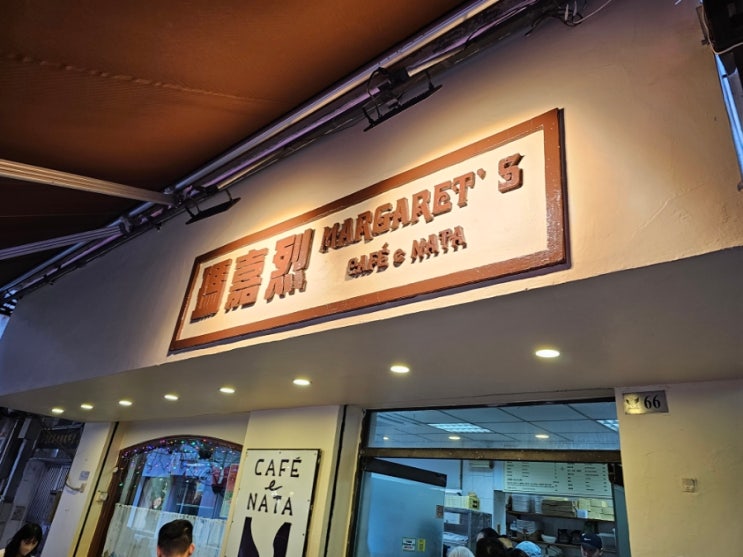 瑪嘉烈
MARGARET'S
CAFÉ & NATA
66
CAFÉ
e
NATA